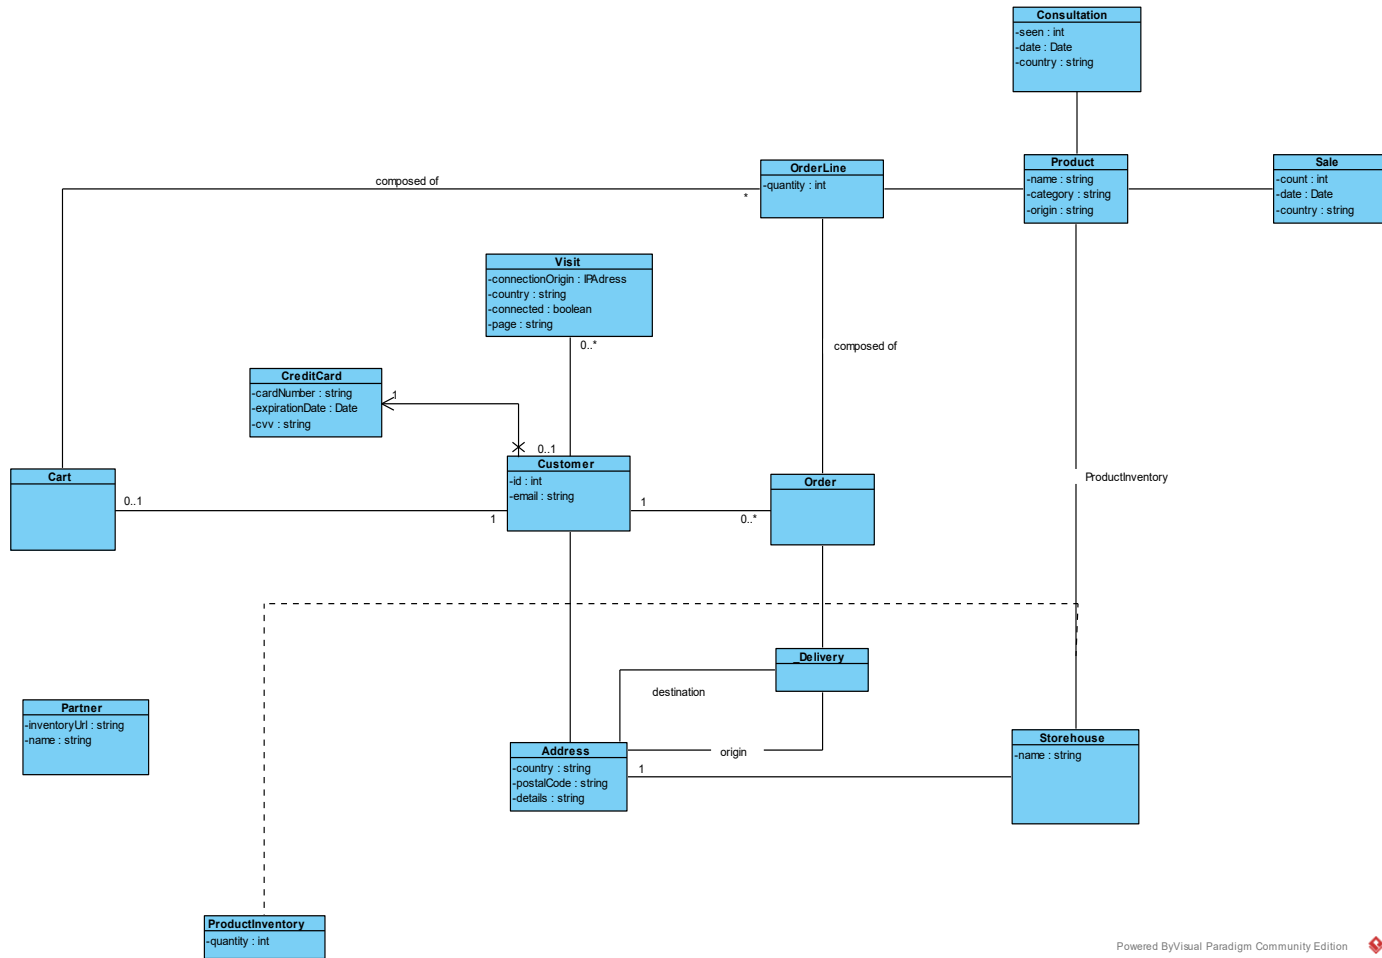 Consultation
-seen : int
-date : Date
-country : string
OrderLine
-quantity : int
Product
-name : string
-category : string
-origin : string
Sale
-count : int
-date : Date
-country : string
composed of
*
Visit
-connectionOrigin : IPAdress
-country : string
-connected : boolean
-page : string
0..*
composed of
CreditCard
-cardNumber : string
-expirationDate : Date
-cvv : string
1
0..1
Cart
Customer
-id : int
-email : string
Order
ProductInventory
0..1
1
1
0..*
_Delivery
destination
Partner
-inventoryUrl : string
-name : string
origin
Address
-country : string
-postalCode : string
-details : string
1
Storehouse
-name : string
ProductInventory
-quantity : int
Powered ByVisual Paradigm Community Edition